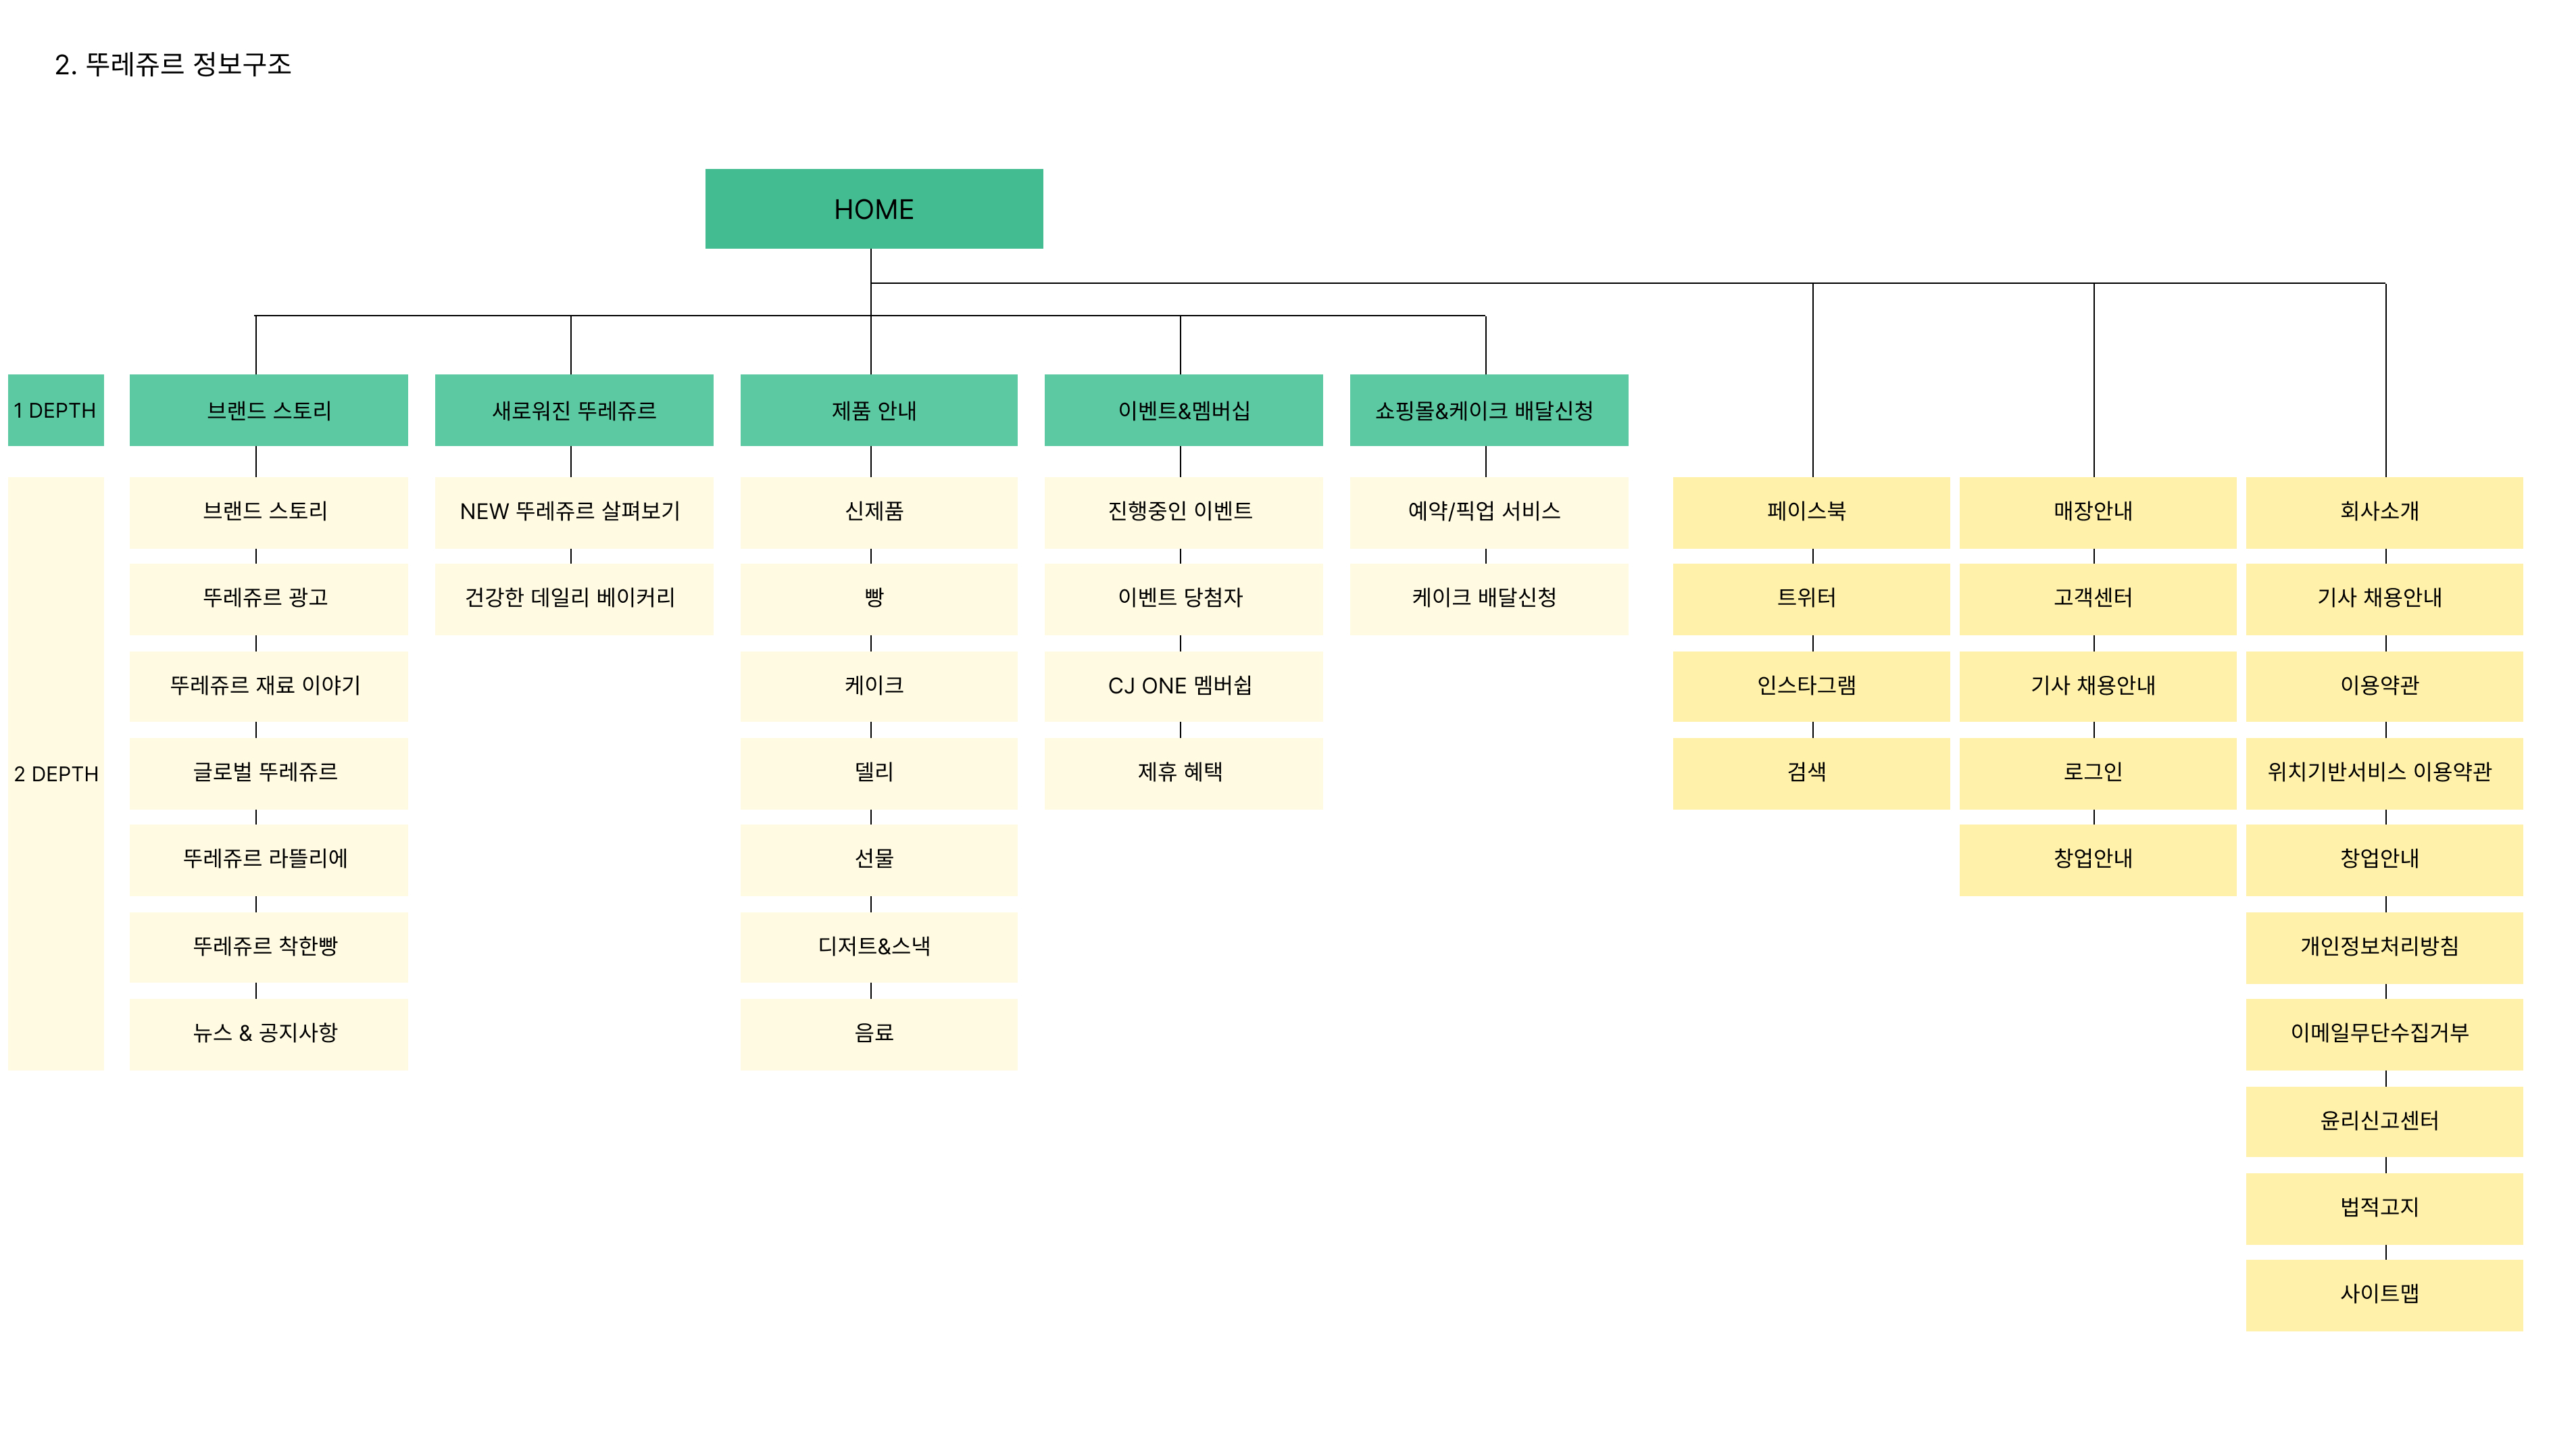 2. 뚜레쥬르 정보구조
HOME
1 DEPTH
브랜드 스토리
새로워진 뚜레쥬르
제품 안내
이벤트&멤버십
쇼핑몰&케이크 배달신청
2 DEPTH
브랜드 스토리
뚜레쥬르 광고
뚜레쥬르 재료 이야기
글로벌 뚜레쥬르
뚜레쥬르 라뜰리에
뚜레쥬르 착한빵
뉴스 & 공지사항
NEW 뚜레쥬르 살펴보기
건강한 데일리 베이커리
신제품
빵
케이크
델리
선물
디저트&스낵
음료
진행중인 이벤트
이벤트 당첨자
CJ ONE 멤버쉽
제휴 혜택
예약/픽업 서비스
케이크 배달신청
페이스북
트위터
인스타그램
검색
매장안내
고객센터
기사 채용안내
로그인
창업안내
회사소개
기사 채용안내
이용약관
위치기반서비스 이용약관
창업안내
개인정보처리방침
이메일무단수집거부
윤리신고센터
법적고지
사이트맵